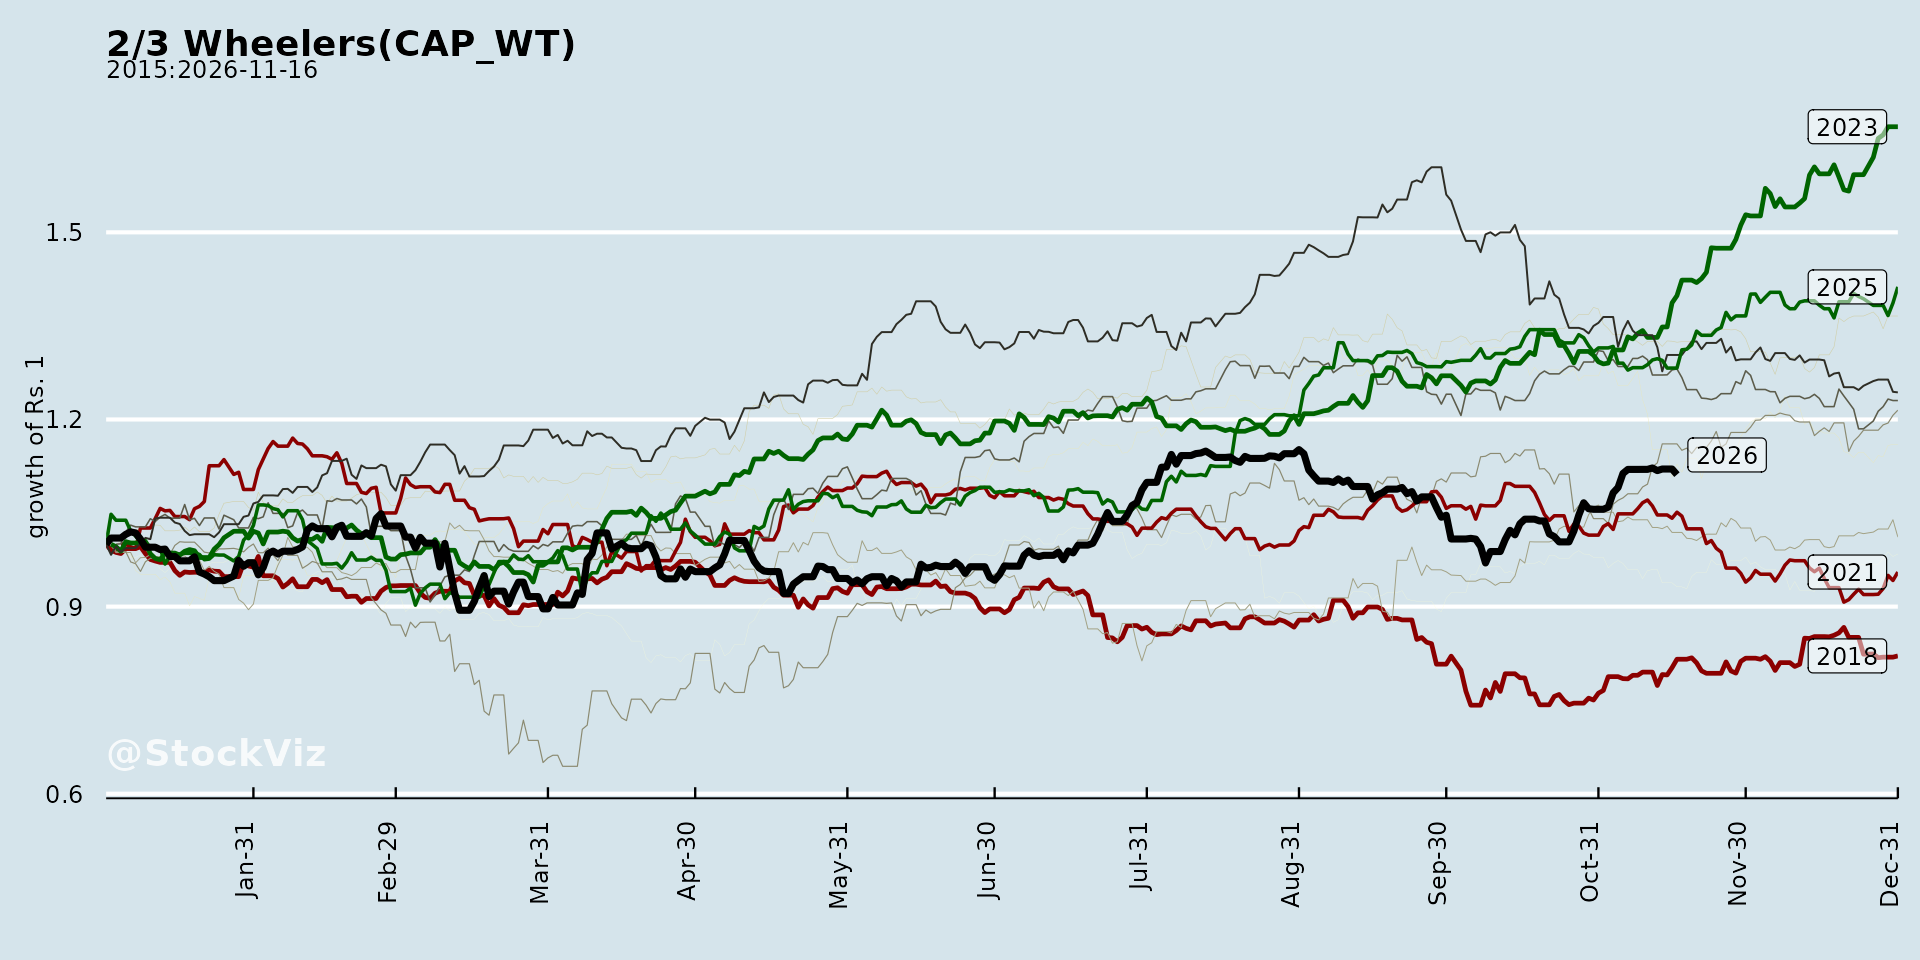 2/3 Wheelers(CAP_WT)
2015:2026-11-16
growth of Rs. 1
1.5
1.2
0.9
0.6
2023
2025
2026
2021
2018
@StockViz
Jan-31
Feb-29
Mar-31
Apr-30
May-31
Jun-30
Jul-31
Aug-31
Sep-30
Oct-31
Nov-30
Dec-31